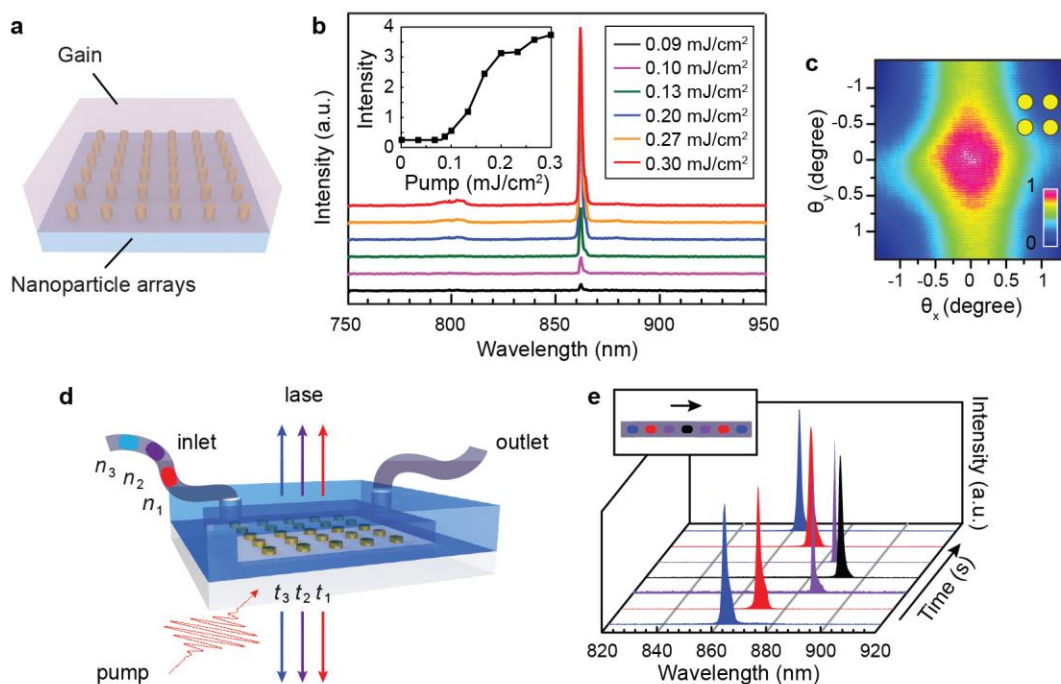 a
Gain
Nanoparticle arrays
b
Intensity (a.u.)
Intensity
4
3
2
1
0
0 0.1 0.2 0.3
Pump (mJ/cm²)
0.09 mJ/cm²
0.10 mJ/cm²
0.13 mJ/cm²
0.20 mJ/cm²
0.27 mJ/cm²
0.30 mJ/cm²
750 800 850 900 950
Wavelength (nm)
c
θy (degree)
-1
-0.5
0
0.5
1
1
0
-1 -0.5 0 0.5 1
θx (degree)
d
lase
inlet
outlet
n₃
n₂
n₁
t₃ t₂ t₁
pump
e
Intensity (a.u.)
Time (s)
820 840 860 880 900 920
Wavelength (nm)